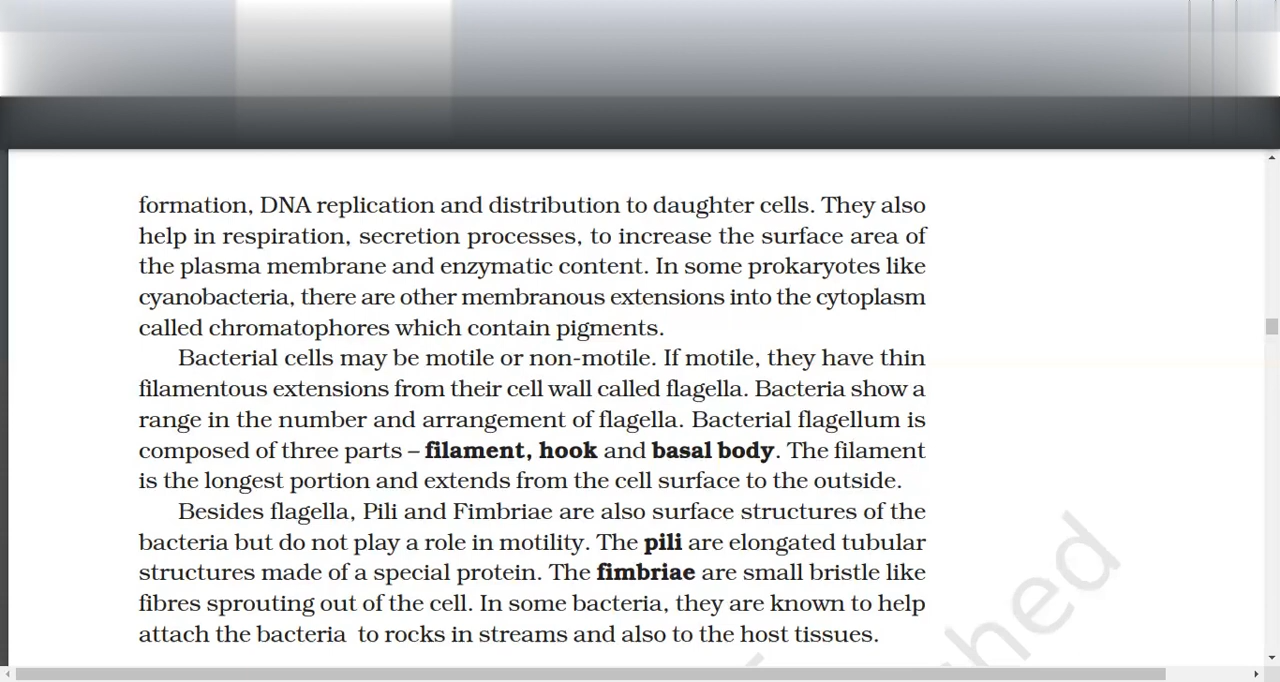 formation, DNA replication and distribution to daughter cells. They also
help in respiration, secretion processes, to increase the surface area of
the plasma membrane and enzymatic content. In some prokaryotes like
cyanobacteria, there are other membranous extensions into the cytoplasm
called chromatophores which contain pigments.
Bacterial cells may be motile or non-motile. If motile, they have thin
filamentous extensions from their cell wall called flagella. Bacteria show a
range in the number and arrangement of flagella. Bacterial flagellum is
composed of three parts – filament, hook and basal body. The filament
is the longest portion and extends from the cell surface to the outside.
Besides flagella, Pili and Fimbriae are also surface structures of the
bacteria but do not play a role in motility. The pili are elongated tubular
structures made of a special protein. The fimbriae are small bristle like
fibres sprouting out of the cell. In some bacteria, they are known to help
attach the bacteria to rocks in streams and also to the host tissues.